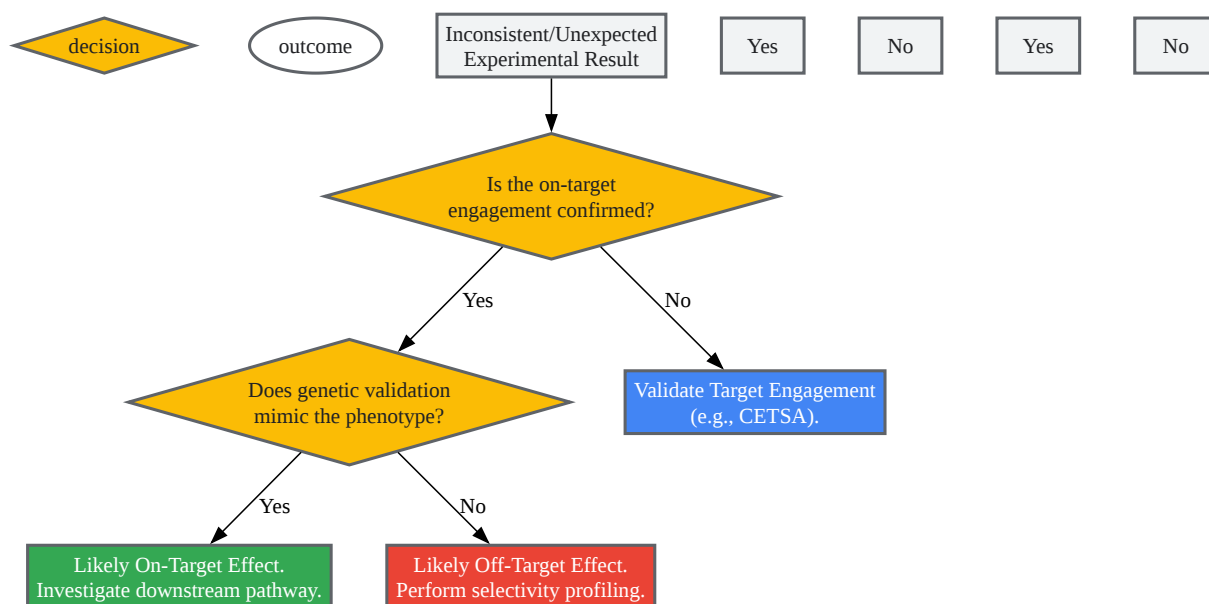 decision
outcome
Inconsistent/Unexpected
Experimental Result
Yes
No
Yes
No
Is the on-target
engagement confirmed?
Yes
No
Does genetic validation
mimic the phenotype?
Validate Target Engagement
(e.g., CETSA).
Yes
No
Likely On-Target Effect.
Investigate downstream pathway.
Likely Off-Target Effect.
Perform selectivity profiling.